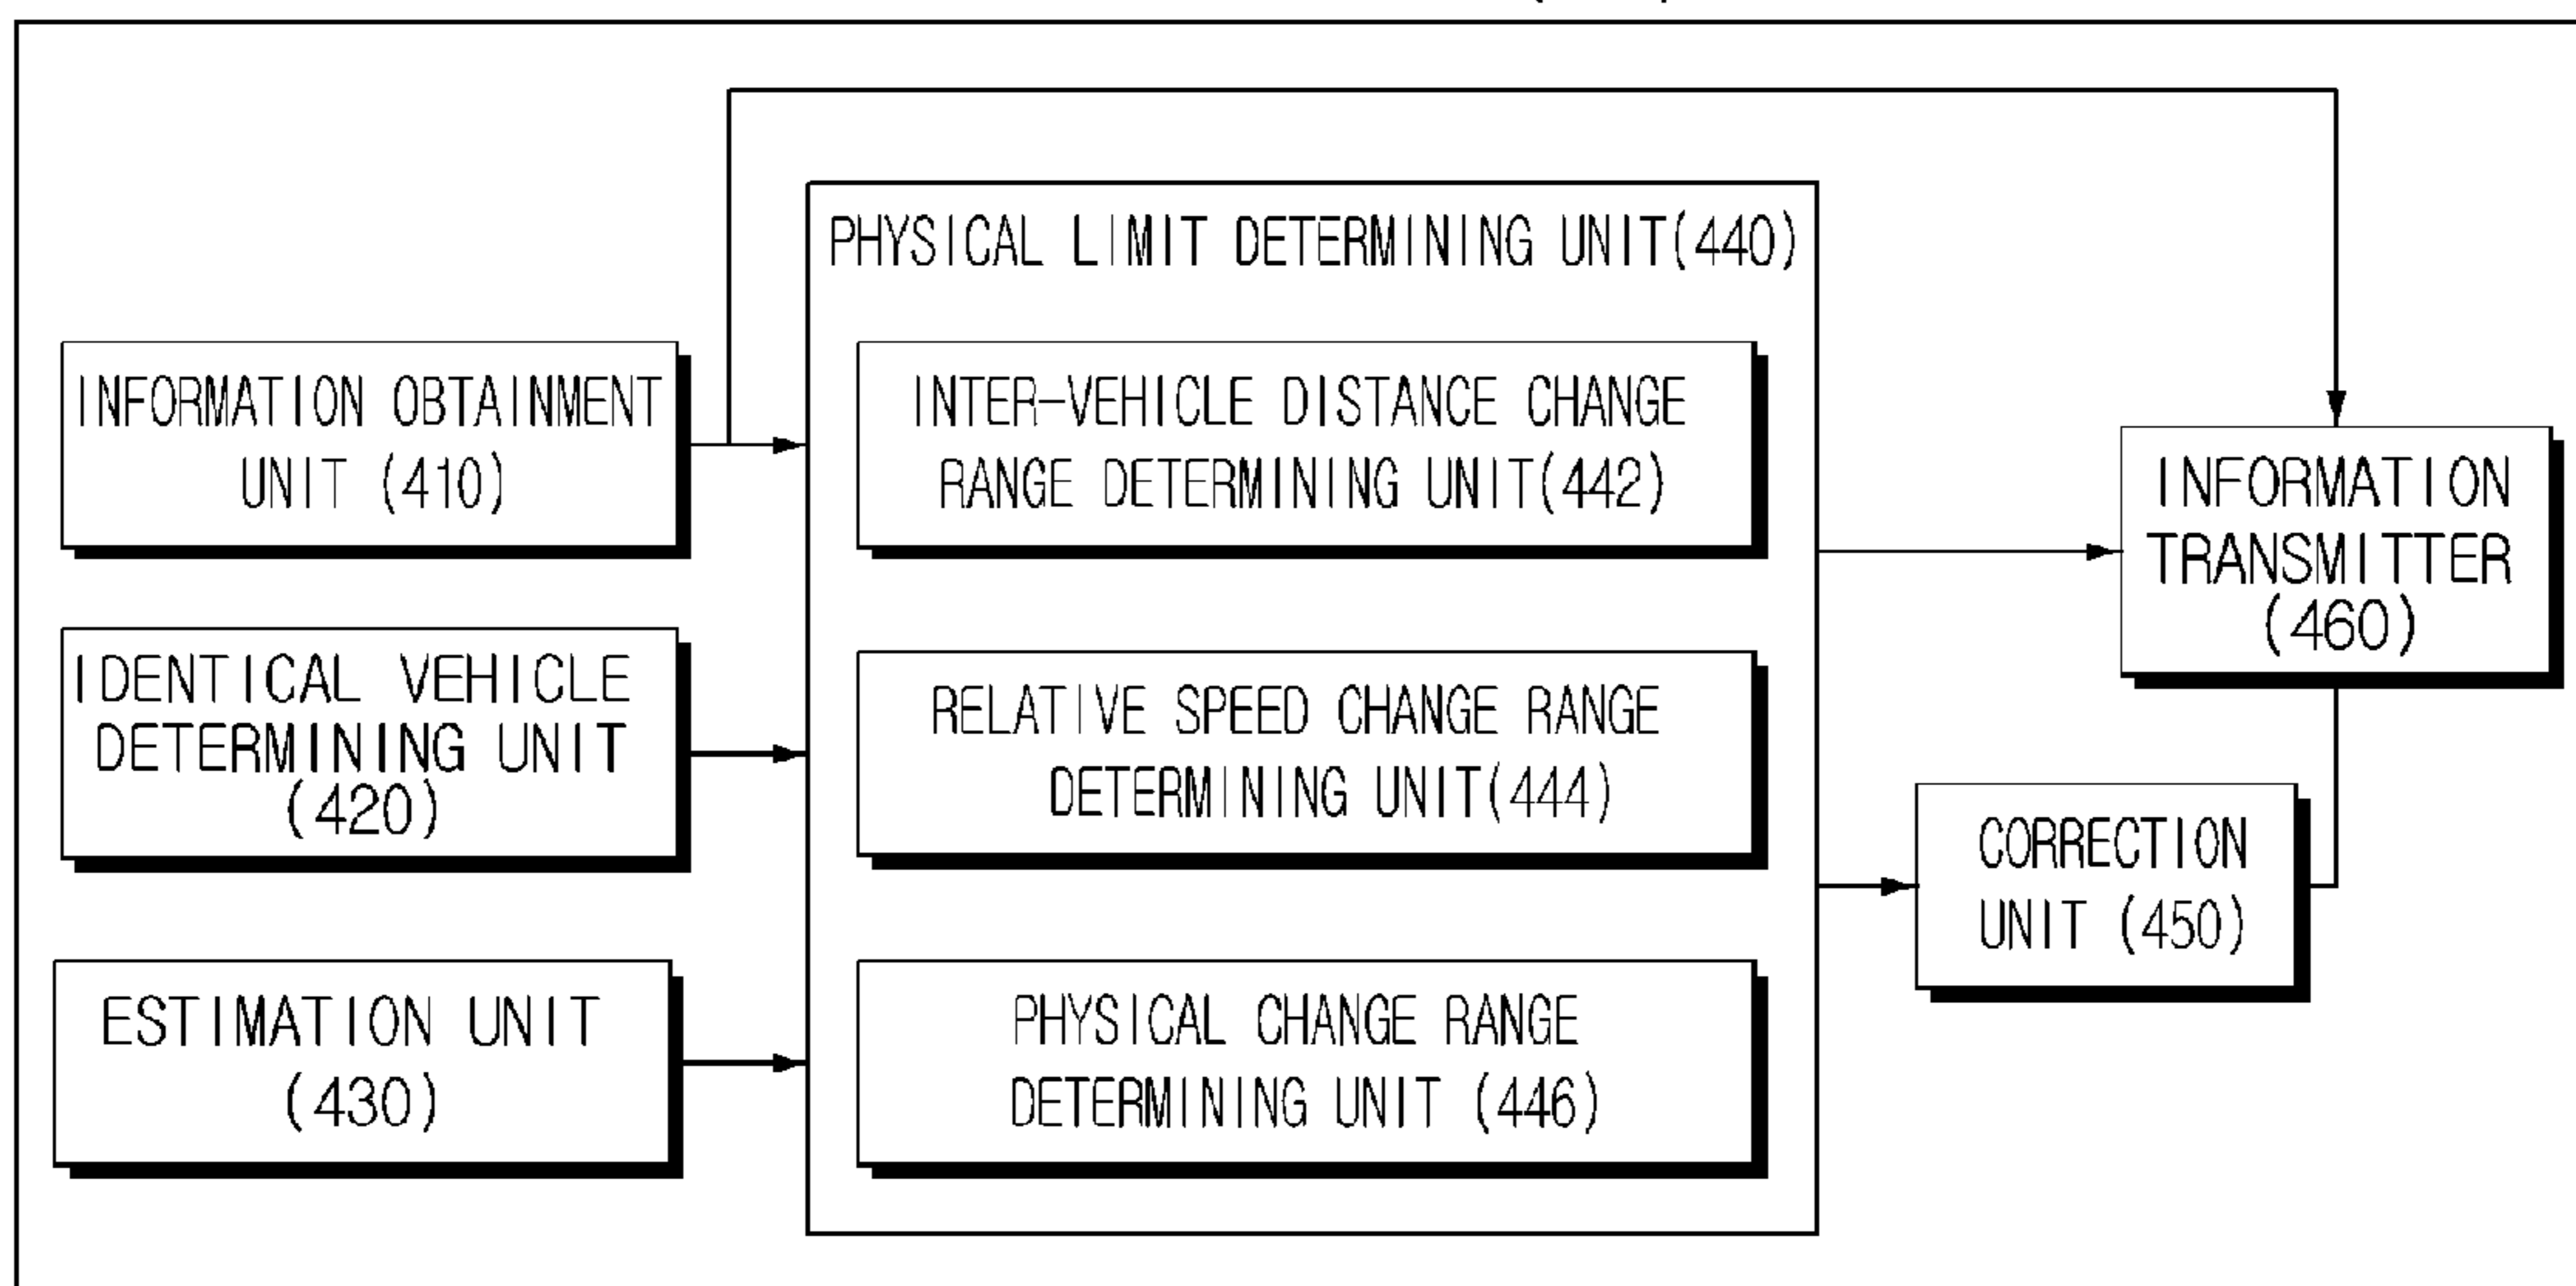 PHYSICAL LIMIT DETERMINING UNIT(440)
INFORMATION OBTAINMENT
UNIT (410)
INTER-VEHICLE DISTANCE CHANGE
RANGE DETERMINING UNIT(442)
INFORMATION
TRANSMITTER
(460)
IDENTICAL VEHICLE
DETERMINING UNIT
(420)
RELATIVE SPEED CHANGE RANGE
DETERMINING UNIT(444)
CORRECTION
UNIT (450)
ESTIMATION UNIT
(430)
PHYSICAL CHANGE RANGE
DETERMINING UNIT (446)